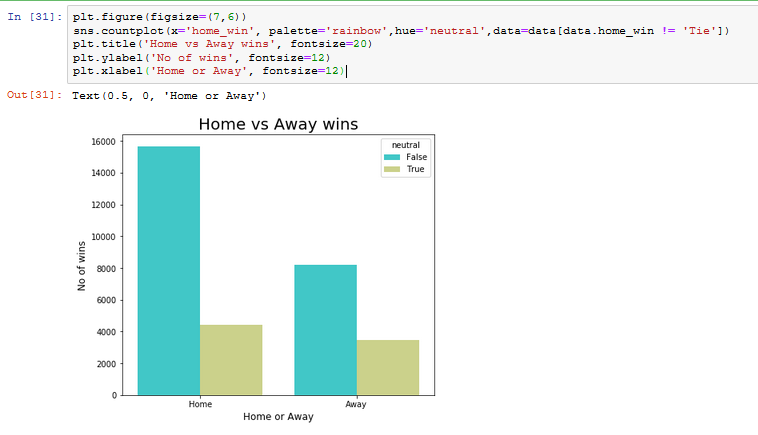 In [31]: plt.figure(figsize=(7,6))
sns.countplot(x='home_win', palette='rainbow',hue='neutral',data=data[data.home_win != 'Tie'])
plt.title('Home vs Away wins', fontsize=20)
plt.ylabel('No of wins', fontsize=12)
plt.xlabel('Home or Away', fontsize=12)
Out[31]: Text(0.5, 0, 'Home or Away')
Home vs Away wins
neutral
False
True
16000
14000
12000
10000
8000
6000
4000
2000
0
No of wins
Home
Away
Home or Away